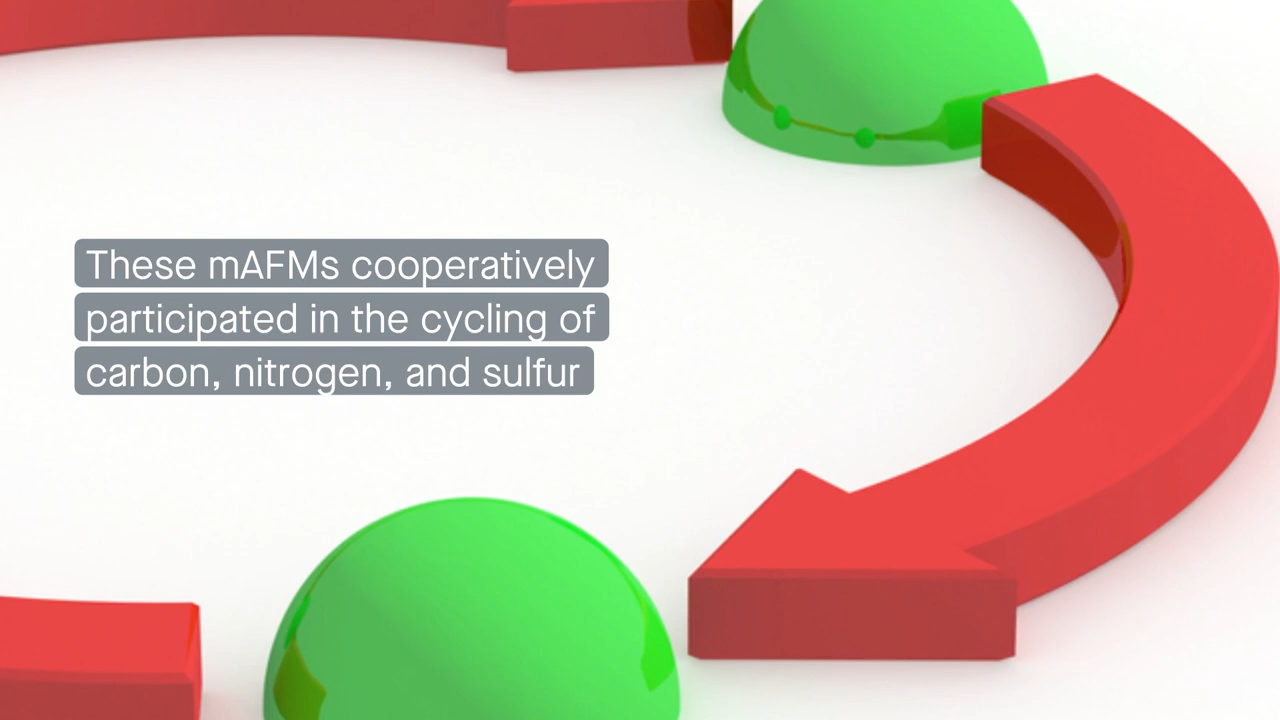 These mAFMs cooperatively
participated in the cycling of
carbon, nitrogen, and sulfur